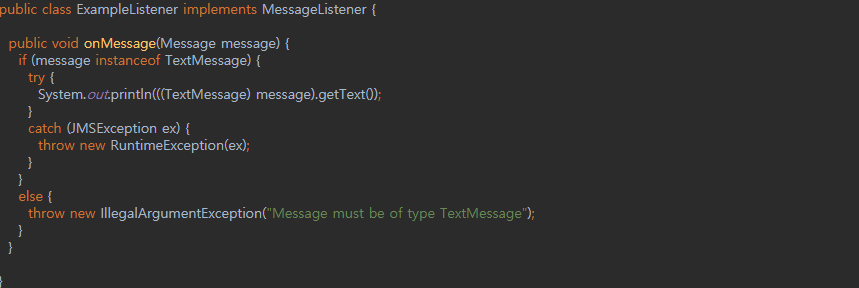 public class ExampleListener implements MessageListener {
public void onMessage(Message message) {
if (message instanceof TextMessage) {
try {
System.out.println(((TextMessage) message).getText());
}
catch (JMSException ex) {
throw new RuntimeException(ex);
}
}
else {
throw new IllegalArgumentException("Message must be of type TextMessage");
}
}
}